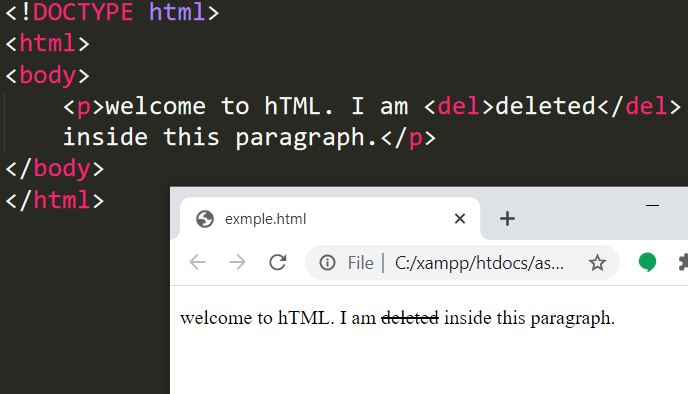 <!DOCTYPE html>
<html>
<body>
<p>welcome to hTML. I am <del>deleted</del>
inside this paragraph.</p>
</body>
</html>
exmple.html
File | C:/xampp/htdocs/as...
welcome to hTML. I am deleted inside this paragraph.